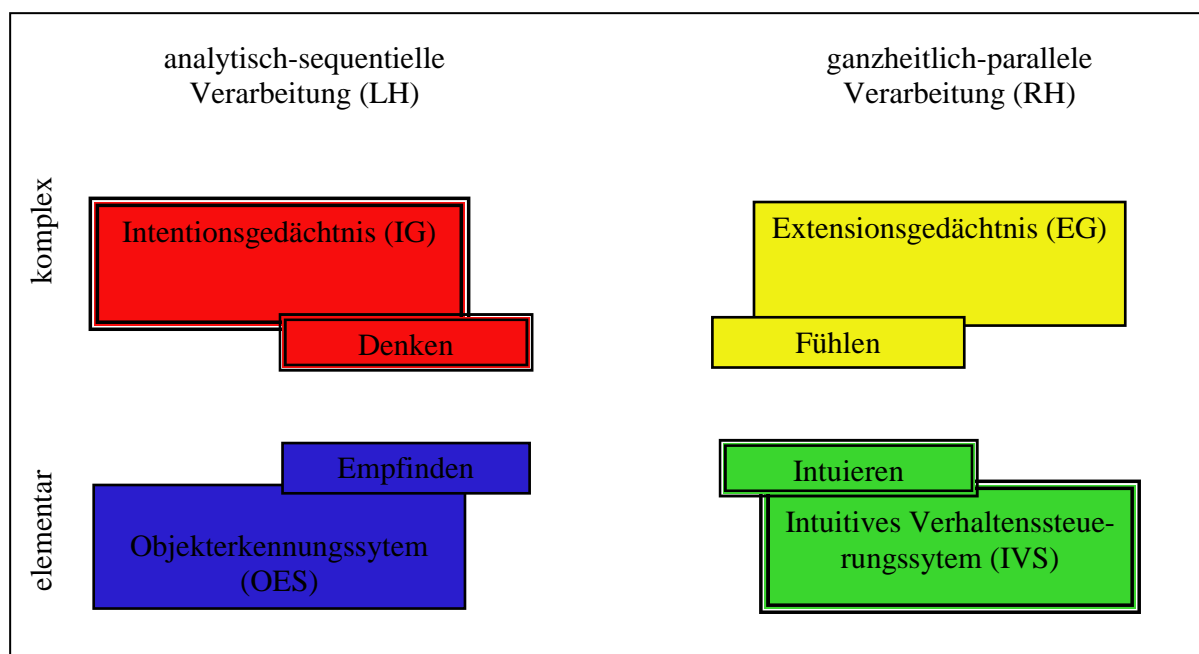 analytisch-sequentielle
Verarbeitung (LH)
ganzheitlich-parallele
Verarbeitung (RH)
komplex
Intentionsgedächtnis (IG)
Denken
Extensionsgedächtnis (EG)
Fühlen
elementar
Empfinden
Objekterkennungssytem
(OES)
Intuieren
Intuitives Verhaltenssteue-
rungssytem (IVS)